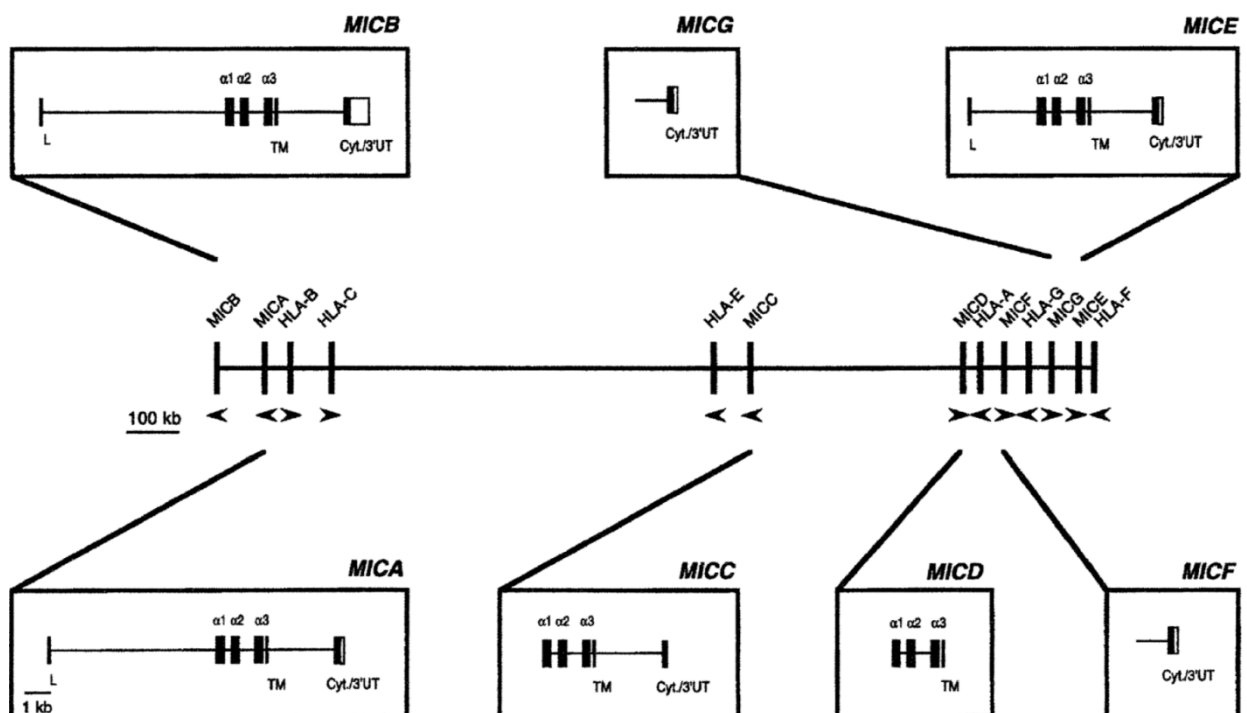 MICB MICG MICE
α1 α2 α3
L TM Cyt./3'UT
Cyt./3'UT
α1 α2 α3
L TM Cyt./3'UT
MICB MICA HLA-B HLA-C HLA-E MICC MICD HLA-A MICF HLA-G MICG MICE HLA-F
100 kb
MICA MICC MICD MICF
α1 α2 α3
L TM Cyt./3'UT
1 kb
α1 α2 α3
TM Cyt./3'UT
α1 α2 α3
TM
Cyt./3'UT